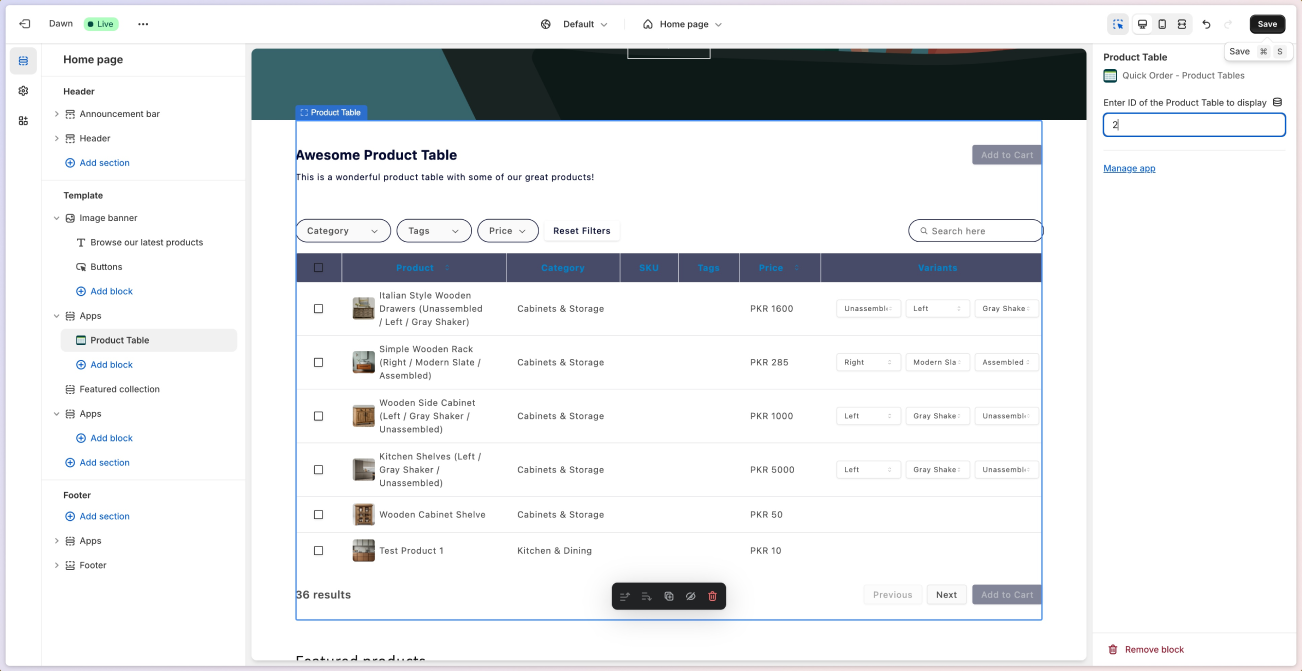 Dawn
Live
Default
Home page
Save
Save ⌘ S
Home page
Header
Announcement bar
Header
Add section
Template
Image banner
Browse our latest products
Buttons
Add block
Apps
Product Table
Add block
Featured collection
Apps
Add block
Add section
Footer
Add section
Apps
Footer
Product Table
Awesome Product Table
Add to Cart
This is a wonderful product table with some of our great products!
Category Tags Price Reset Filters Search here
Product Category SKU Tags Price Variants
Italian Style Wooden
Drawers (Unassembled
/ Left / Gray Shaker)
Cabinets & Storage PKR 1600 Unassembl Left Gray Shake
Simple Wooden Rack
(Right / Modern Slate /
Assembled)
Cabinets & Storage PKR 285 Right Modern Sla Assembled
Wooden Side Cabinet
(Left / Gray Shaker /
Unassembled)
Cabinets & Storage PKR 1000 Left Gray Shake Unassembl
Kitchen Shelves (Left /
Gray Shaker /
Unassembled)
Cabinets & Storage PKR 5000 Left Gray Shake Unassembl
Wooden Cabinet Shelve Cabinets & Storage PKR 50
Test Product 1 Kitchen & Dining PKR 10
36 results
Previous Next Add to Cart
Product Table
Quick Order - Product Tables
Enter ID of the Product Table to display
2
Manage app
Remove block